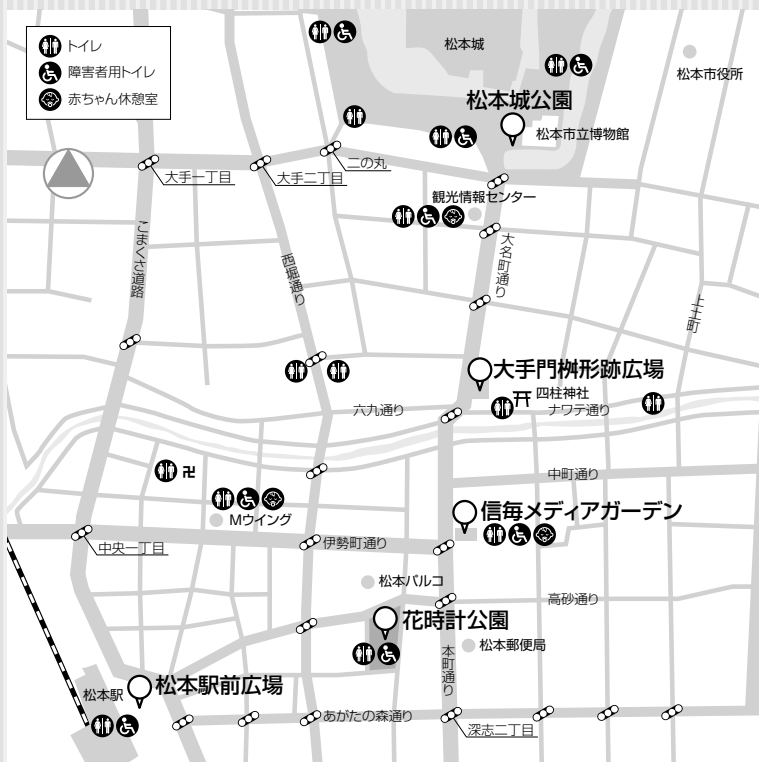 トイレ
障害者用トイレ
赤ちゃん休憩室
松本城
松本市役所
松本城公園
松本市立博物館
二の丸
大手一丁目
大手二丁目
観光情報センター
こまくさ道路
西堀通り
大名町通り
上土町
大手門桝形跡広場
四柱神社
六九通り
ナワテ通り
中町通り
Mウイング
信毎メディアガーデン
中央一丁目
伊勢町通り
松本パルコ
高砂通り
花時計公園
松本郵便局
本町通り
松本駅
松本駅前広場
あがたの森通り
深志二丁目